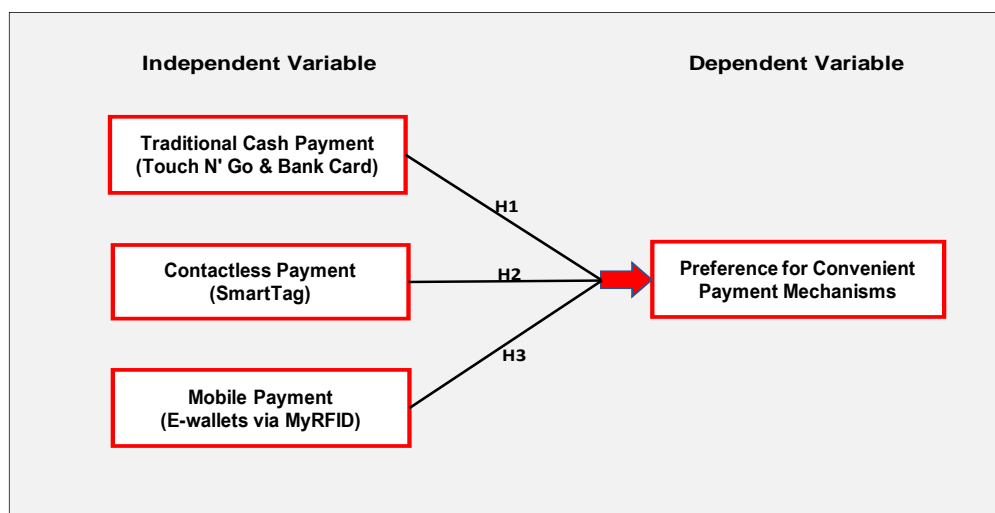 Independent Variable
Dependent Variable
Traditional Cash Payment
(Touch N' Go & Bank Card)
H1
Contactless Payment
(SmartTag)
H2
Preference for Convenient
Payment Mechanisms
H3
Mobile Payment
(E-wallets via MyRFID)